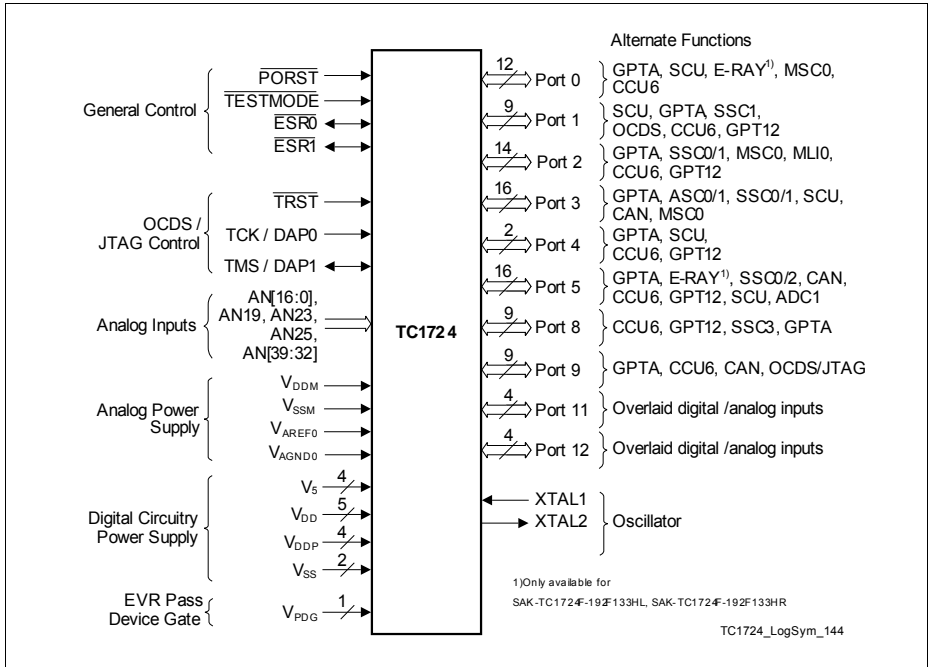 Alternate Functions
General Control
PORST
TESTMODE
ESR0
ESR1
OCDS /
JTAG Control
TRST
TCK / DAP0
TMS / DAP1
Analog Inputs
AN[16:0],
AN19, AN23,
AN25,
AN[39:32]
Analog Power
Supply
VDDM
VSSM
VAREF0
VAGND0
Digital Circuitry
Power Supply
V5 4
VDD 5
VDDP 4
VSS 2
EVR Pass
Device Gate
VPDG 1
TC1724
12 Port 0 GPTA, SCU, E-RAY1), MSC0,
CCU6
9 Port 1 SCU, GPTA, SSC1,
OCDS, CCU6, GPT12
14 Port 2 GPTA, SSC0/1, MSC0, MLI0,
CCU6, GPT12
16 Port 3 GPTA, ASC0/1, SSC0/1, SCU,
CAN, MSC0
2 Port 4 GPTA, SCU,
CCU6, GPT12
16 Port 5 GPTA, E-RAY1), SSC0/2, CAN,
CCU6, GPT12, SCU, ADC1
9 Port 8 CCU6, GPT12, SSC3, GPTA
9 Port 9 GPTA, CCU6, CAN, OCDS/JTAG
4 Port 11 Overlaid digital /analog inputs
4 Port 12 Overlaid digital /analog inputs
XTAL1
XTAL2
Oscillator
1)Only available for
SAK-TC1724F-192F133HL, SAK-TC1724F-192F133HR
TC1724_LogSym_144